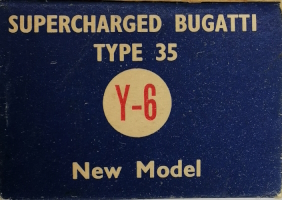 SUPERCHARGED BUGATTI
TYPE 35
Y-6
New Model